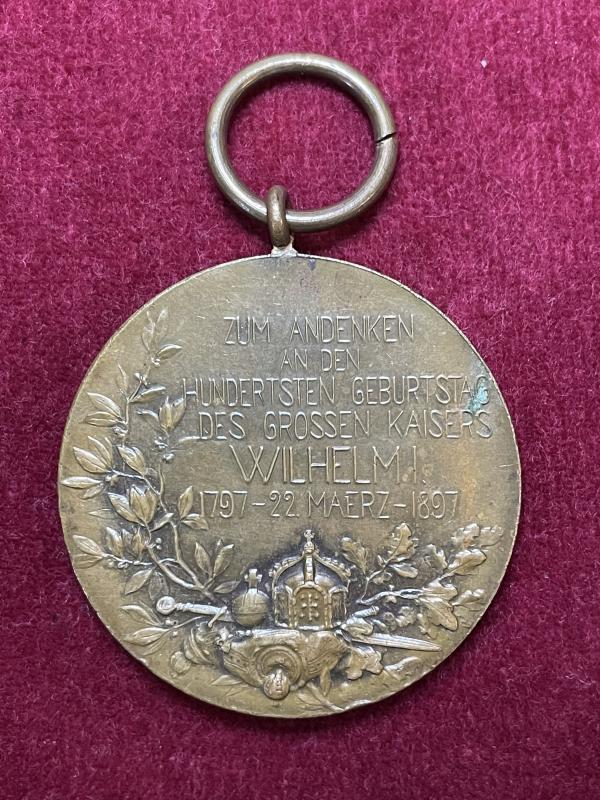 ZUM ANDENKEN
AN DEN
HUNDERTSTEN GEBURTSTAG
DES GROSSEN KAISERS
WILHELM I.
1797 – 22. MAERZ – 1897